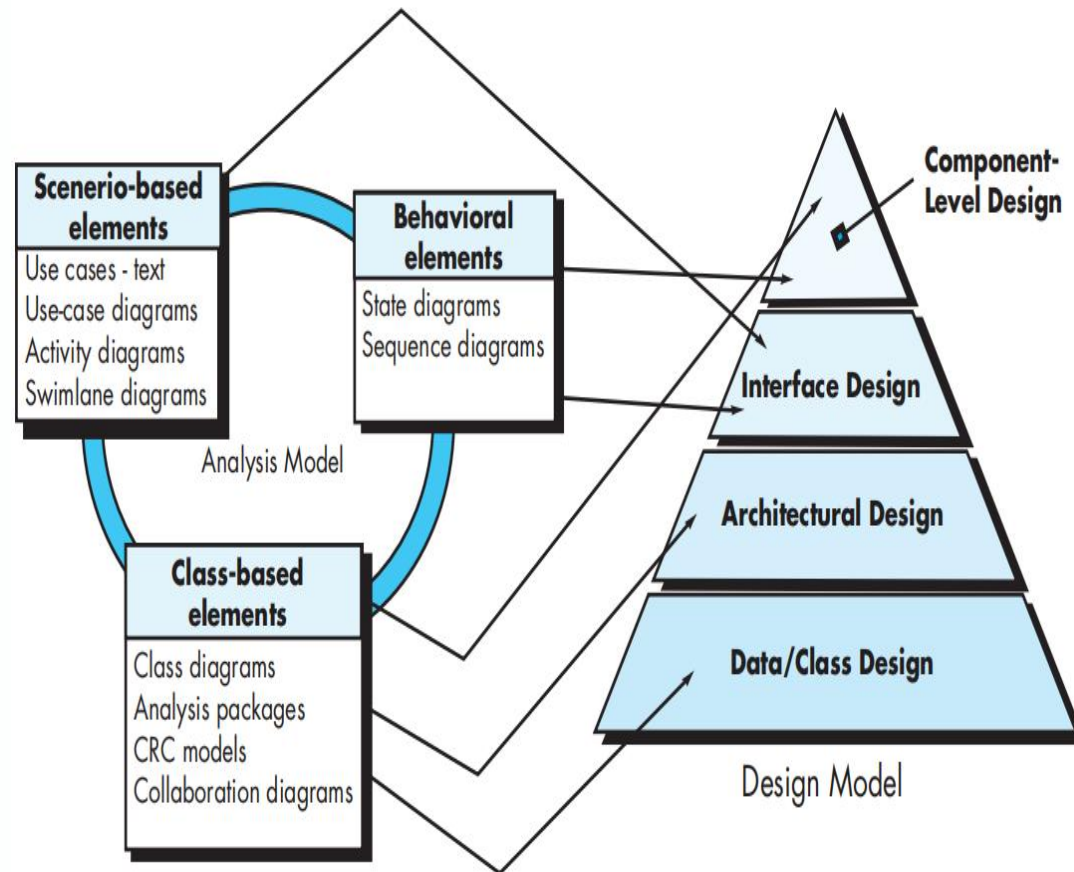 Scenerio-based
elements
Use cases - text
Use-case diagrams
Activity diagrams
Swimlane diagrams
Behavioral
elements
State diagrams
Sequence diagrams
Analysis Model
Class-based
elements
Class diagrams
Analysis packages
CRC models
Collaboration diagrams
Component-
Level Design
Interface Design
Architectural Design
Data/Class Design
Design Model